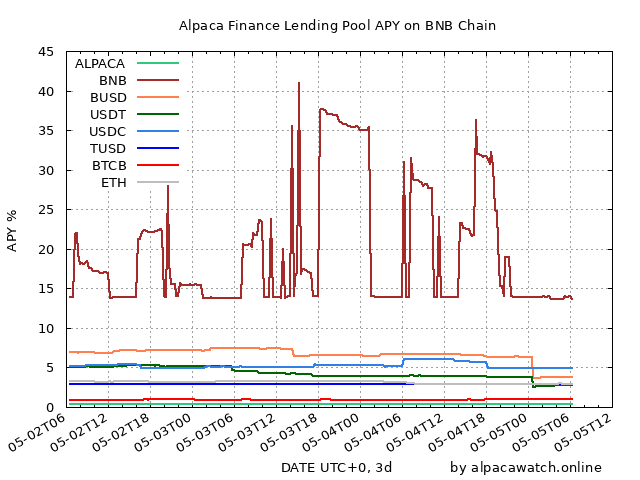 Alpaca Finance Lending Pool APY on BNB Chain
45
40
35
30
25
20
15
10
5
0
APY %
ALPACA
BNB
BUSD
USDT
USDC
TUSD
BTCB
ETH
05-02T06
05-02T12
05-02T18
05-03T00
05-03T06
05-03T12
05-03T18
05-04T00
05-04T06
05-04T12
05-04T18
05-05T00
05-05T06
05-05T12
DATE UTC+0, 3d
by alpacawatch.online